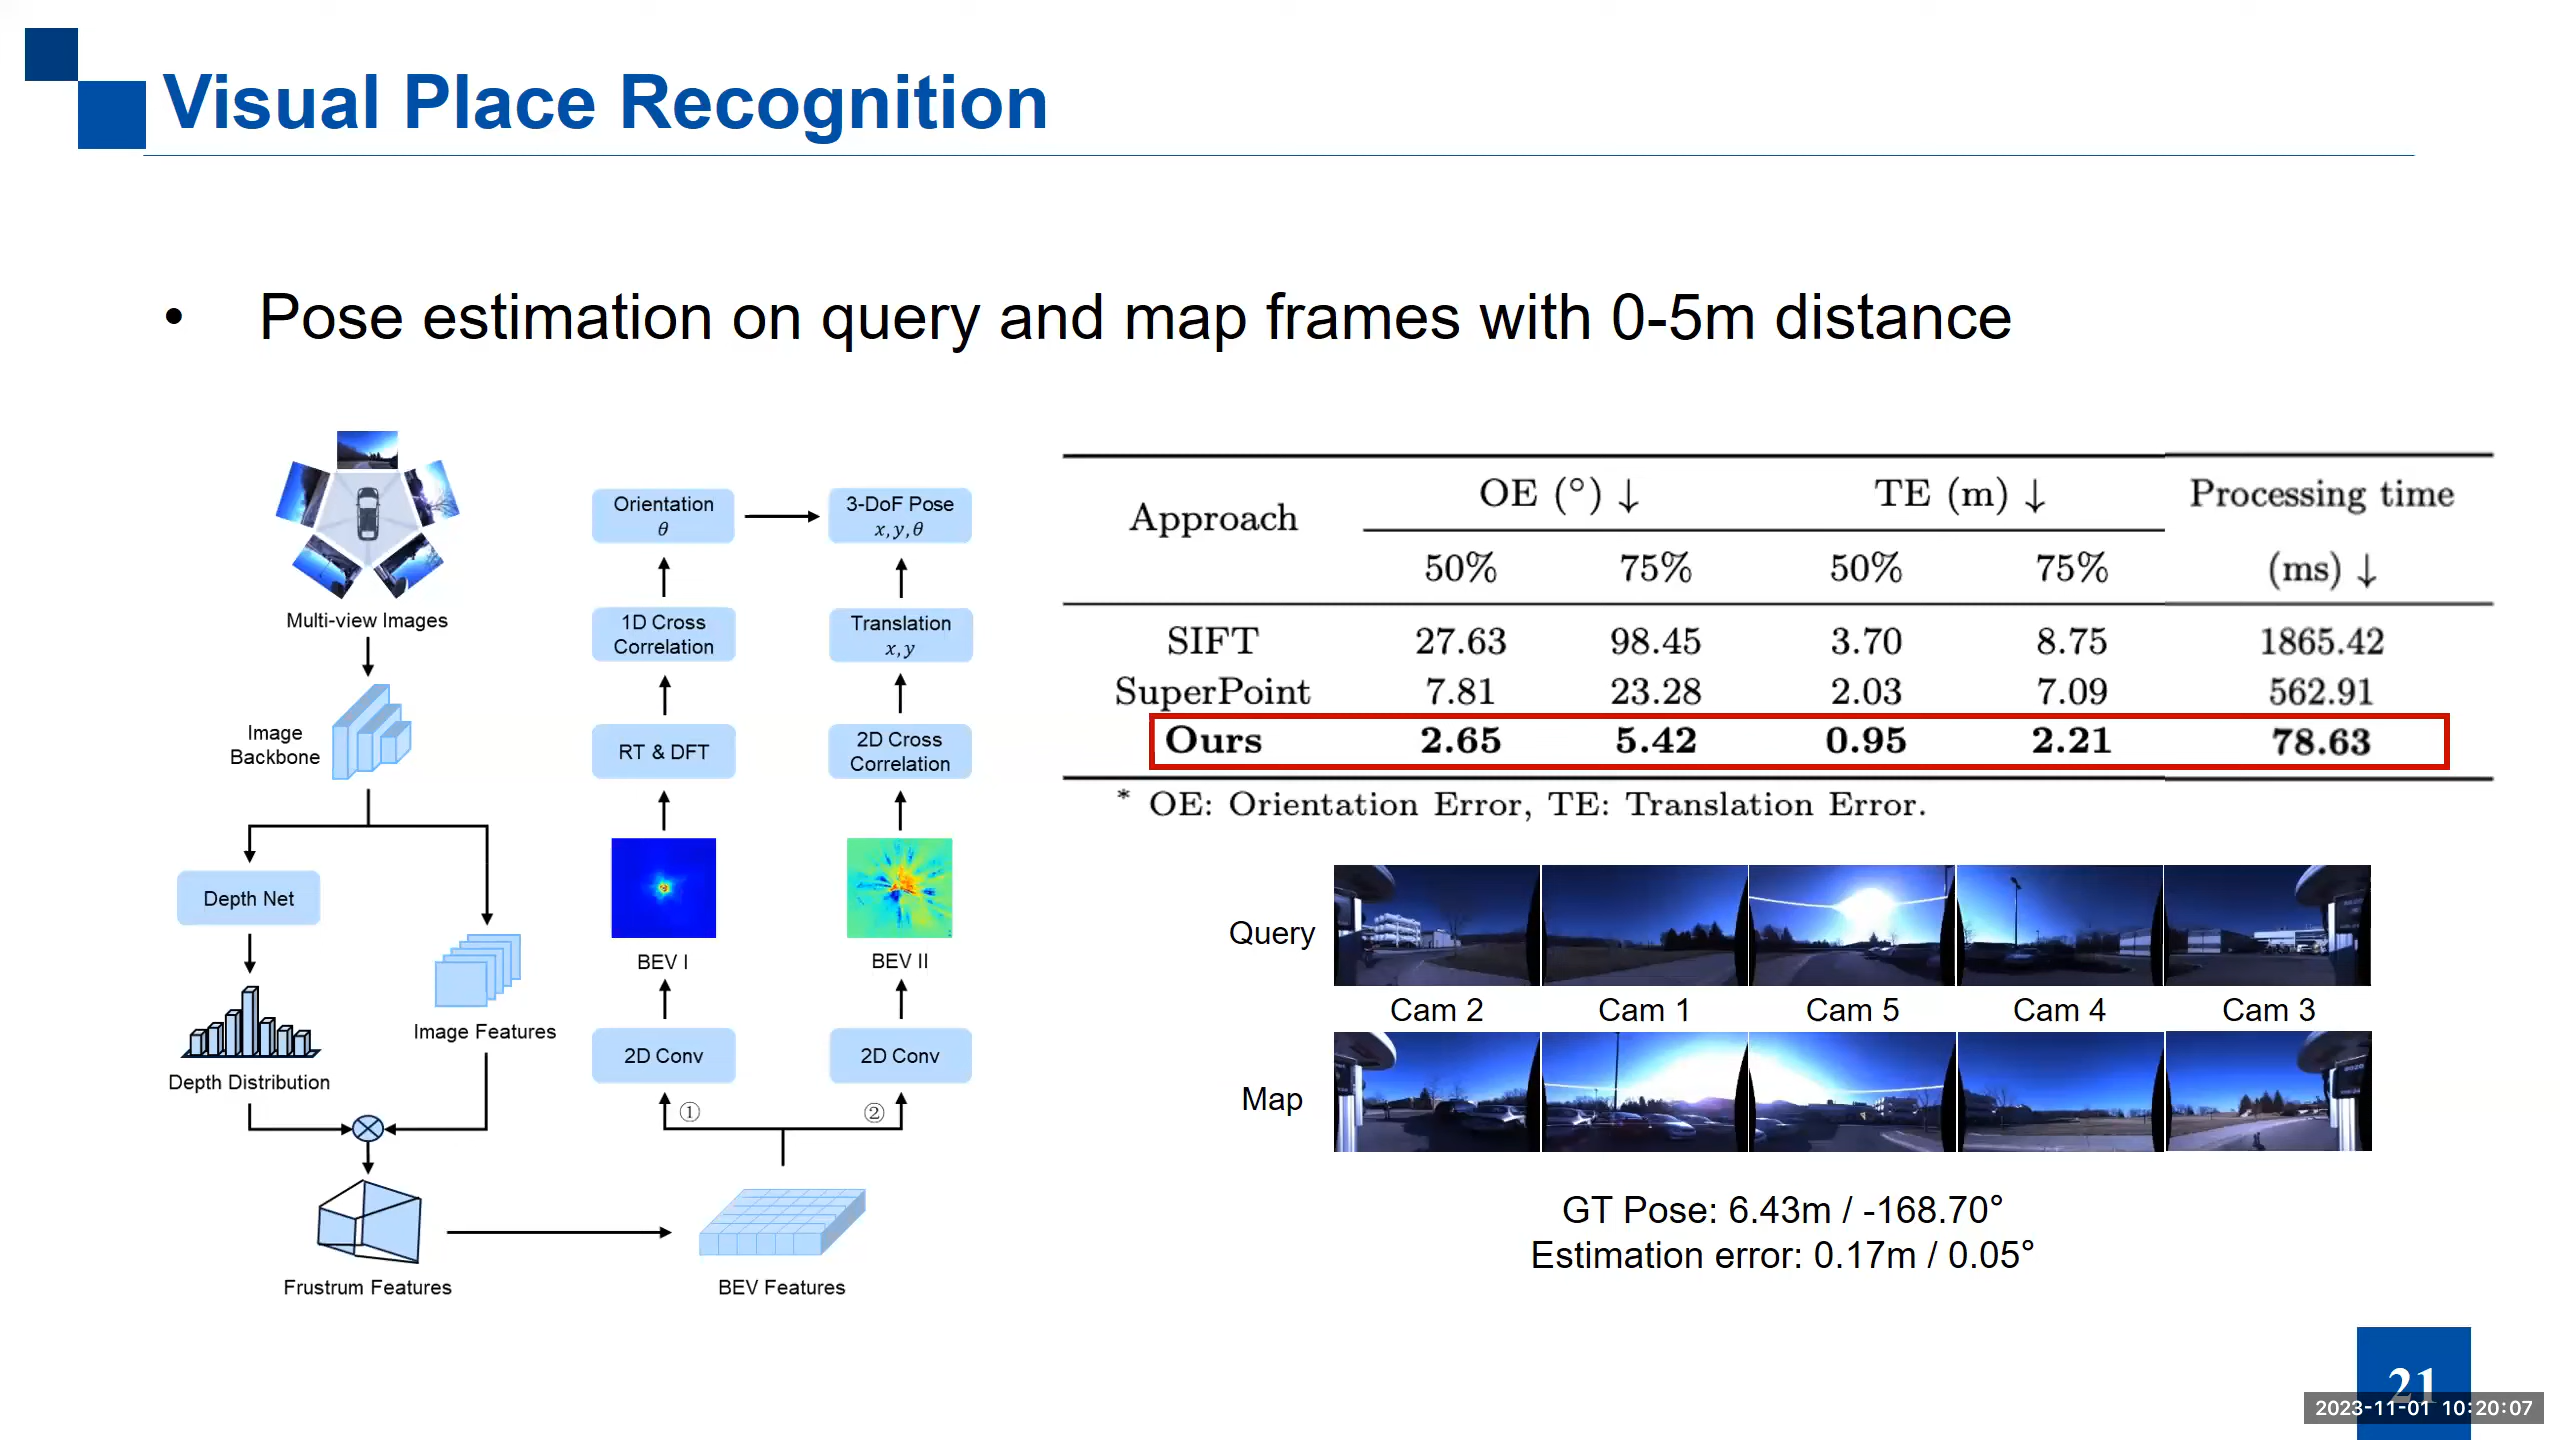 Visual Place Recognition
• Pose estimation on query and map frames with 0-5m distance
Multi-view Images
Image
Backbone
Depth Net
Depth Distribution
Image Features
Frustrum Features
BEV Features
①
②
2D Conv
2D Conv
BEV I
BEV II
RT & DFT
2D Cross
Correlation
1D Cross
Correlation
Translation
x, y
Orientation
θ
3-DoF Pose
x, y, θ
Approach OE (°) ↓ TE (m) ↓ Processing time
50% 75% 50% 75% (ms) ↓
SIFT 27.63 98.45 3.70 8.75 1865.42
SuperPoint 7.81 23.28 2.03 7.09 562.91
Ours 2.65 5.42 0.95 2.21 78.63
* OE: Orientation Error, TE: Translation Error.
Query
Cam 2 Cam 1 Cam 5 Cam 4 Cam 3
Map
GT Pose: 6.43m / -168.70°
Estimation error: 0.17m / 0.05°
21
2023-11-01 10:20:07